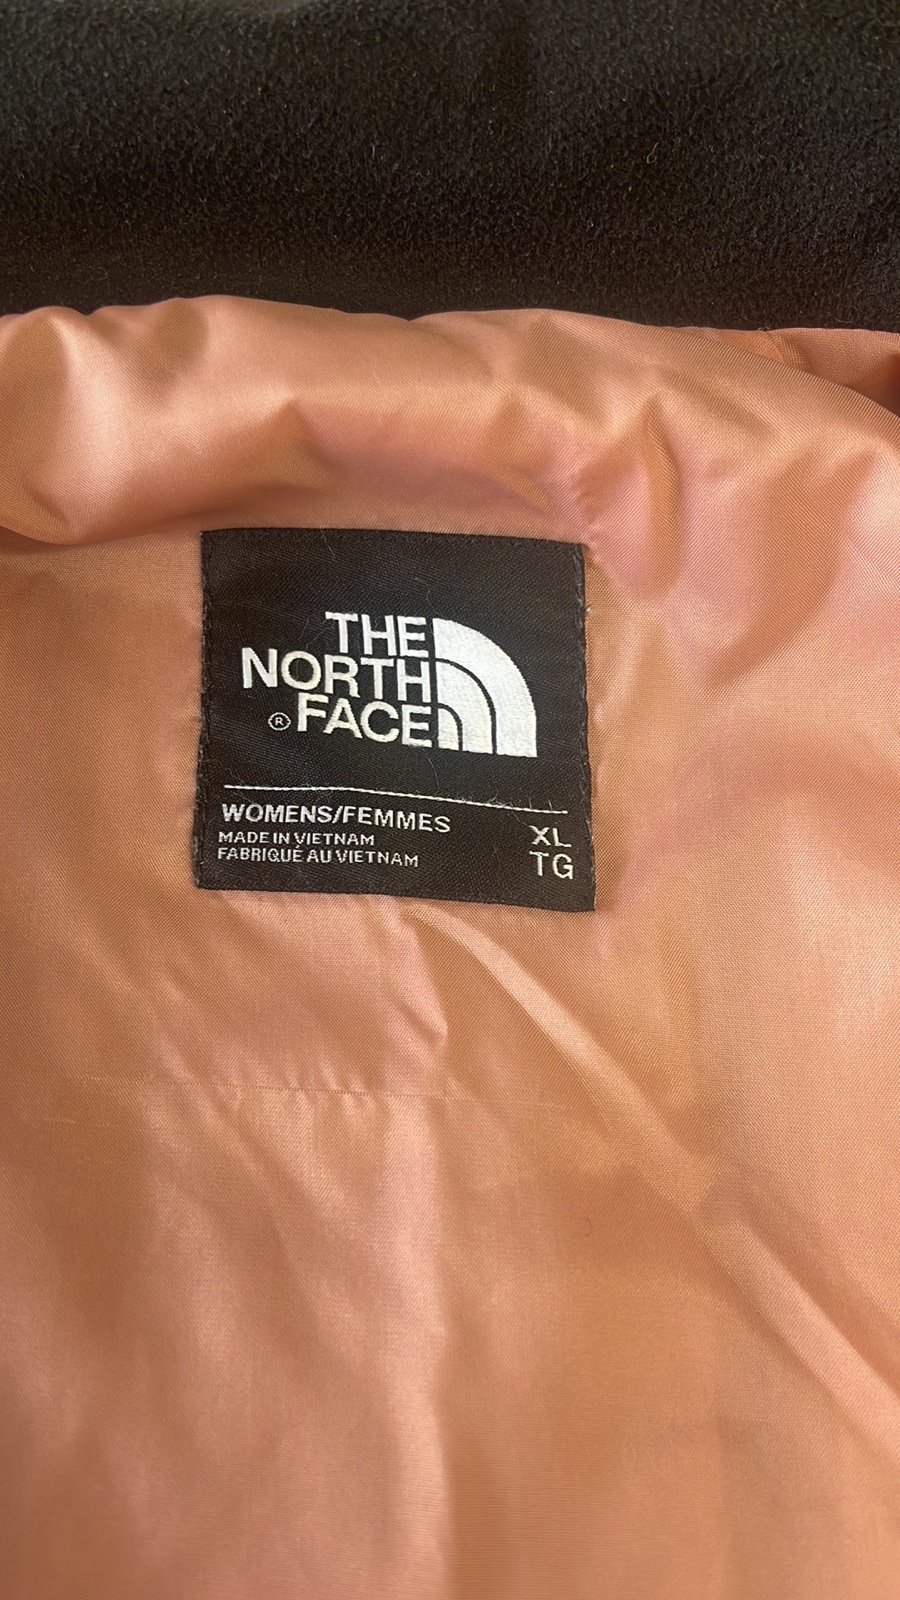 THE
NORTH
® FACE
WOMENS/FEMMES
MADE IN VIETNAM
FABRIQUÉ AU VIETNAM
XL
TG